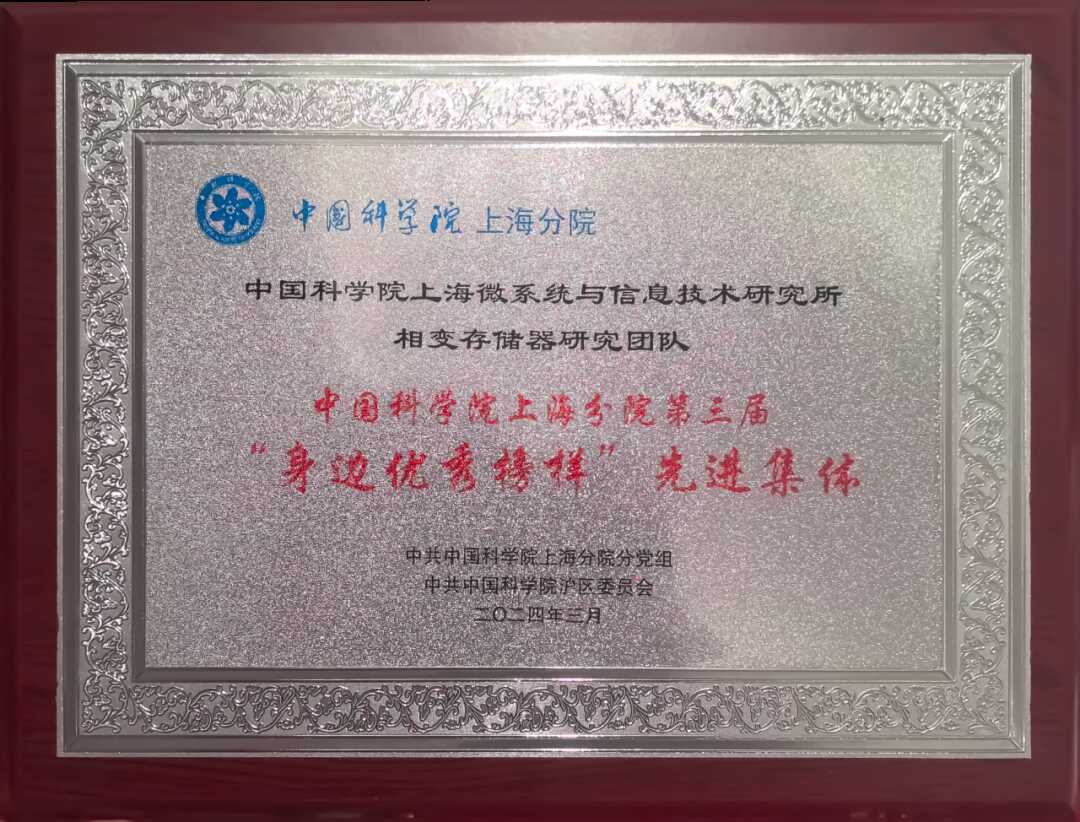 中国科学院 上海分院
中国科学院上海微系统与信息技术研究所
相变存储器研究团队
中国科学院上海分院第三届
“身边优秀榜样”先进集体
中共中国科学院上海分院分党组
中共中国科学院沪区委员会
二〇二四年三月